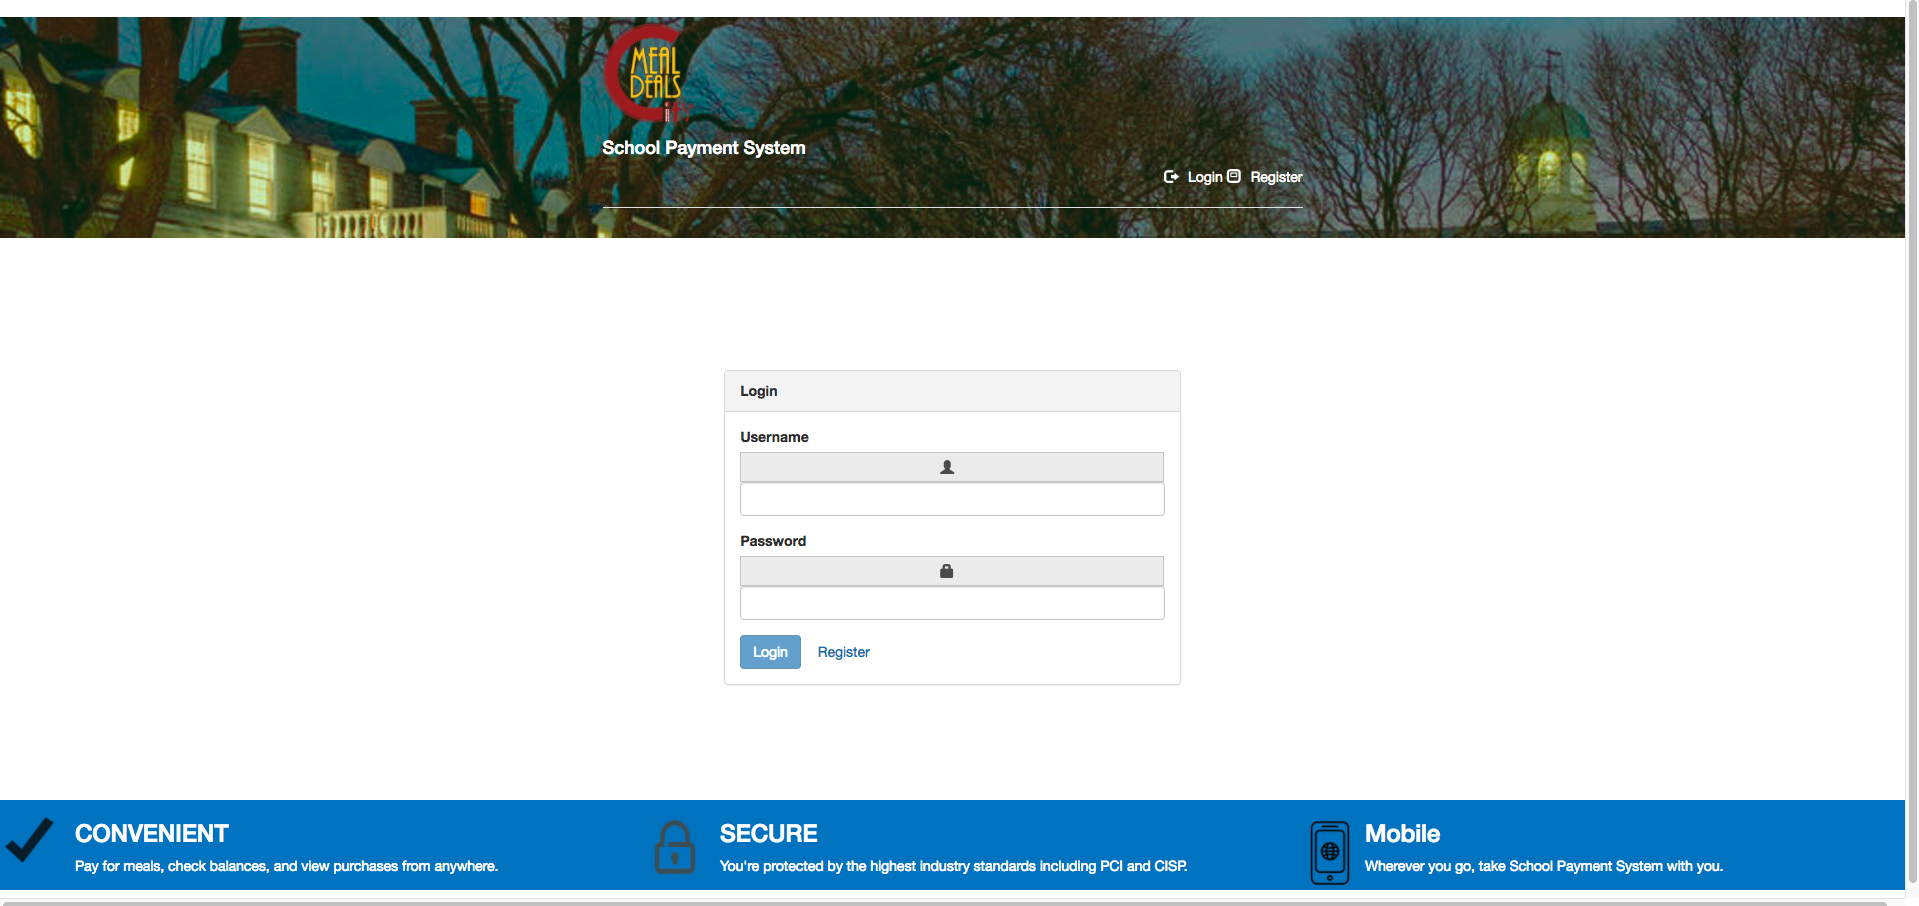 MEAL
DEALS
City
School Payment System
Login Register
Login
Username
Password
Login Register
CONVENIENT
Pay for meals, check balances, and view purchases from anywhere.
SECURE
You're protected by the highest industry standards including PCI and CISP.
Mobile
Wherever you go, take School Payment System with you.